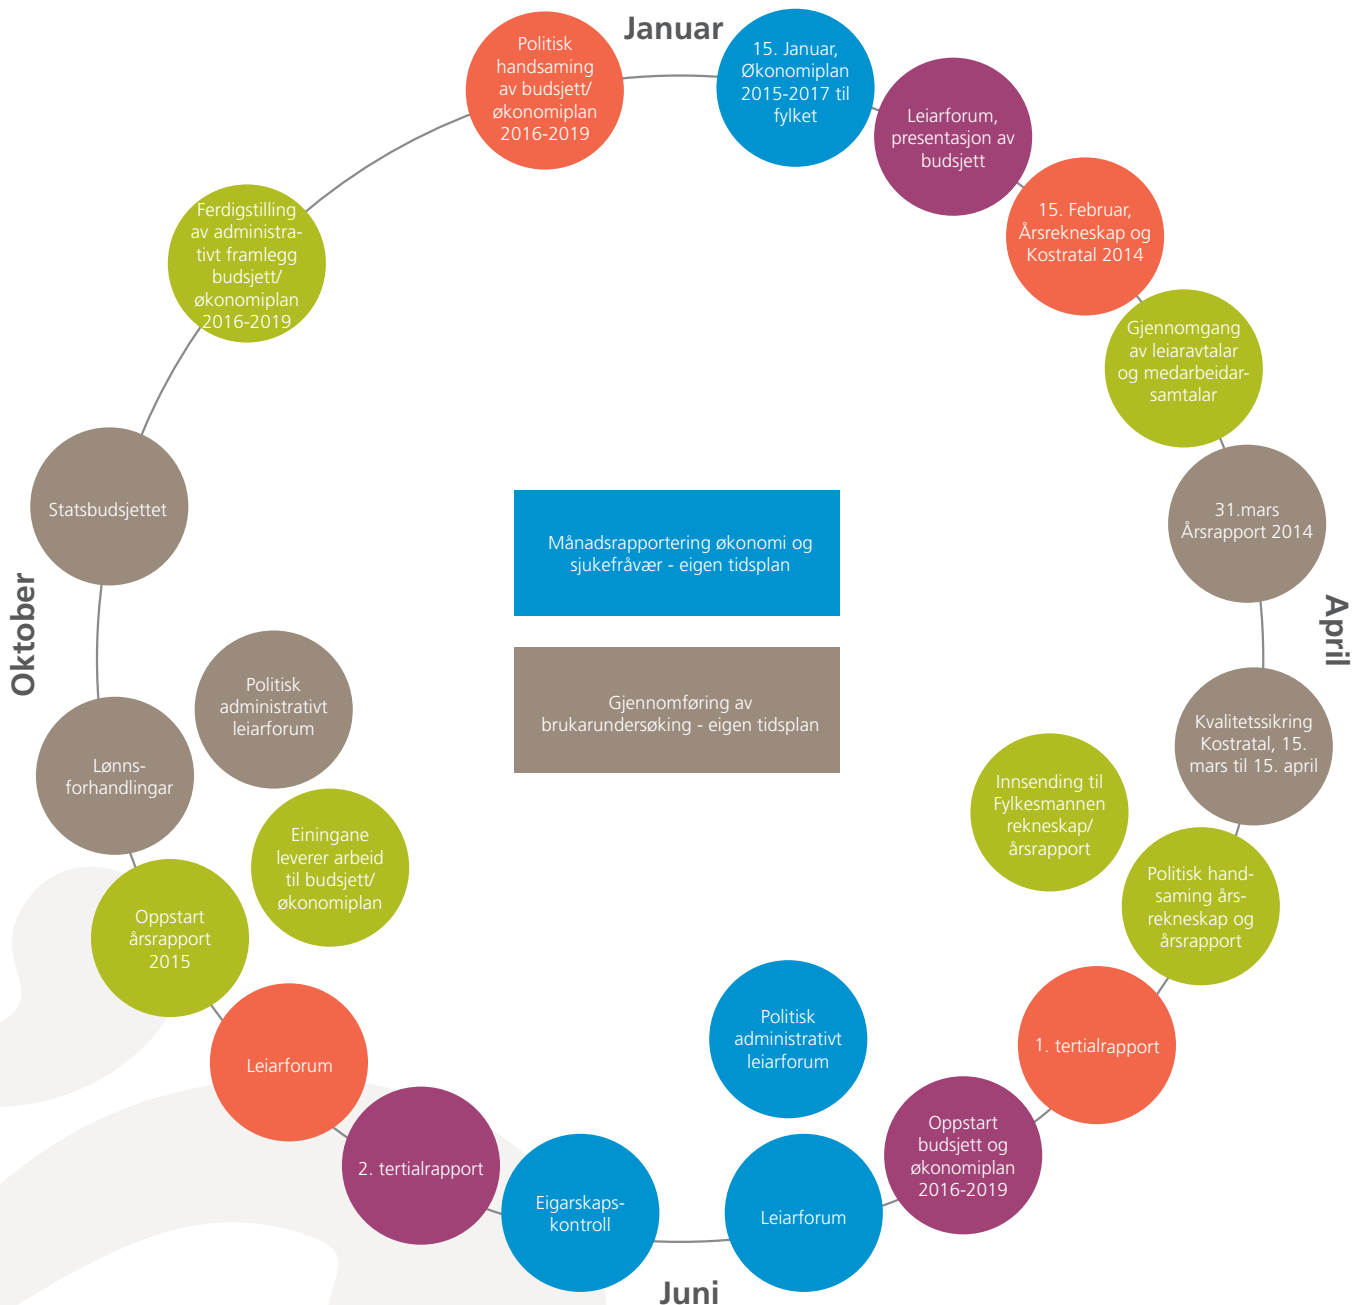 Januar
15. Januar,
Økonomiplan
2015-2017 til
fylket
Leiarforum,
presentasjon av
budsjett
15. Februar,
Årsrekneskap og
Kostratal 2014
Gjennomgang
av leiaravtalar
og medarbeidar-
samtalar
31.mars
Årsrapport 2014
April
Kvalitetssikring
Kostratal, 15.
mars til 15. april
Innsending til
Fylkesmannen
rekneskap/
årsrapport
Politisk hand-
saming års-
rekneskap og
årsrapport
1. tertialrapport
Oppstart
budsjett og
økonomiplan
2016-2019
Politisk
administrativt
leiarforum
Leiarforum
Juni
Eigarskaps-
kontroll
2. tertialrapport
Leiarforum
Oppstart
årsrapport
2015
Einingane
leverer arbeid
til budsjett/
økonomiplan
Lønns-
forhandlingar
Politisk
administrativt
leiarforum
Oktober
Statsbudsjettet
Ferdigstilling
av administra-
tivt framlegg
budsjett/
økonomiplan
2016-2019
Politisk
handsaming
av budsjett/
økonomiplan
2016-2019
Månadsrapportering økonomi og
sjukefråvær - eigen tidsplan
Gjennomføring av
brukarundersøking - eigen tidsplan